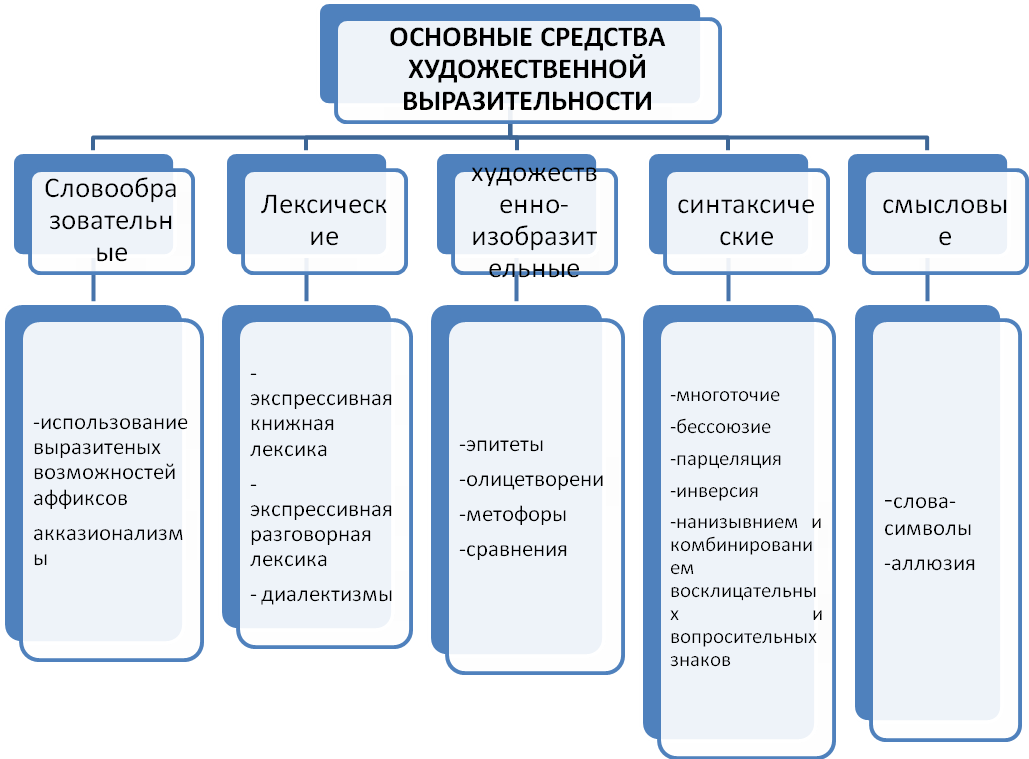 ОСНОВНЫЕ СРЕДСТВА
ХУДОЖЕСТВЕННОЙ
ВЫРАЗИТЕЛЬНОСТИ
Словообра
зовательн
ые
-использование
выразитеных
возможностей
аффиксов
акказионализм
ы
Лексическ
ие
-
экспрессивная
книжная
лексика
-
экспрессивная
разговорная
лексика
- диалектизмы
художеств
енно-
изобразит
ельные
-эпитеты
-олицетворени
-метофоры
-сравнения
синтаксиче
ские
-многоточие
-бессоюзие
-парцеляция
-инверсия
-нанизывнием и
комбинировани
ем
восклицательны
х и
вопросительных
знаков
смысловы
е
-слова-
символы
-аллюзия